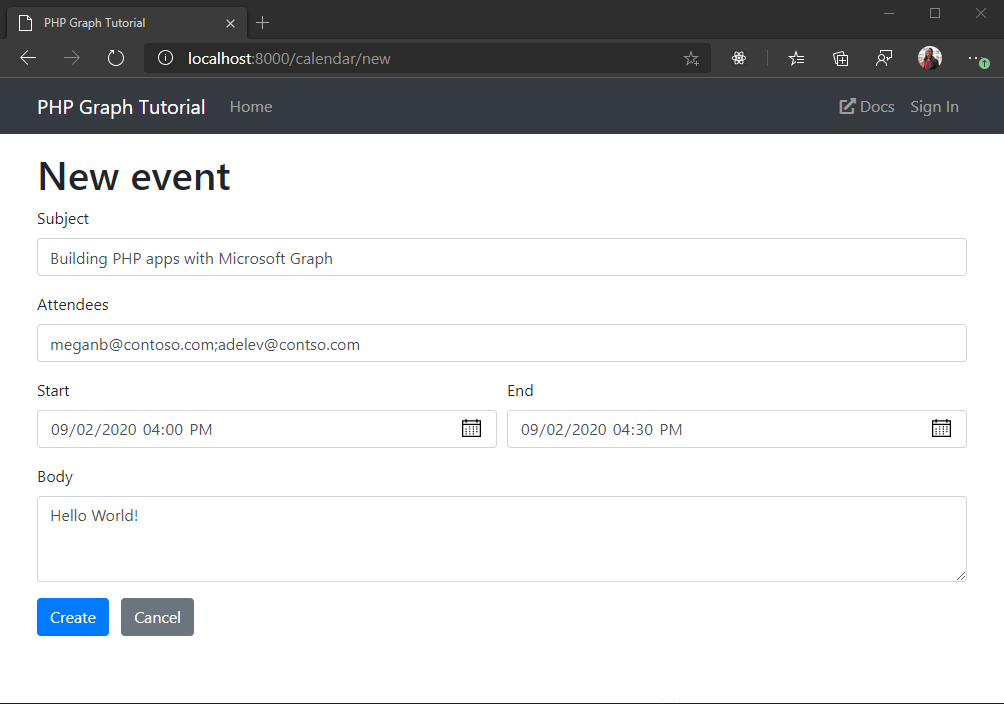 PHP Graph Tutorial
localhost:8000/calendar/new
1
PHP Graph Tutorial Home Docs Sign In
New event
Subject
Building PHP apps with Microsoft Graph
Attendees
meganb@contoso.com;adelev@contso.com
Start End
09/02/2020 04:00 PM 09/02/2020 04:30 PM
Body
Hello World!
Create Cancel